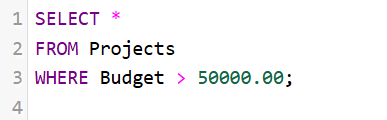 1 SELECT *
2 FROM Projects
3 WHERE Budget > 50000.00;
4